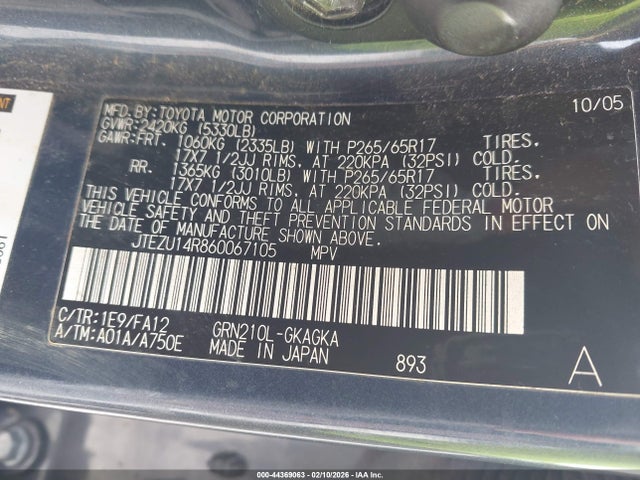 MFD.BY:TOYOTA MOTOR CORPORATION 10/05
GVWR:2420KG (5330LB)
GAWR:FRT. 1060KG (2335LB) WITH P265/65R17 TIRES.
17X7 1/2JJ RIMS. AT 220KPA (32PSI) COLD.
RR. 1365KG (3010LB) WITH P265/65R17 TIRES.
17X7 1/2JJ RIMS, AT 220KPA (32PSI) COLD.
THIS VEHICLE CONFORMS TO ALL APPLICABLE FEDERAL MOTOR
VEHICLE SAFETY AND THEFT PREVENTION STANDARDS IN EFFECT ON
THE DATE OF MANUFACTURE SHOWN ABOVE.
JTEZU14R860067105 MPV
C/TR:1E9/FA12 GRN210L-GKAGKA
A/TM:A01A/A750E MADE IN JAPAN 893 A
000-44369063 - 02/10/2026 - IAA Inc.